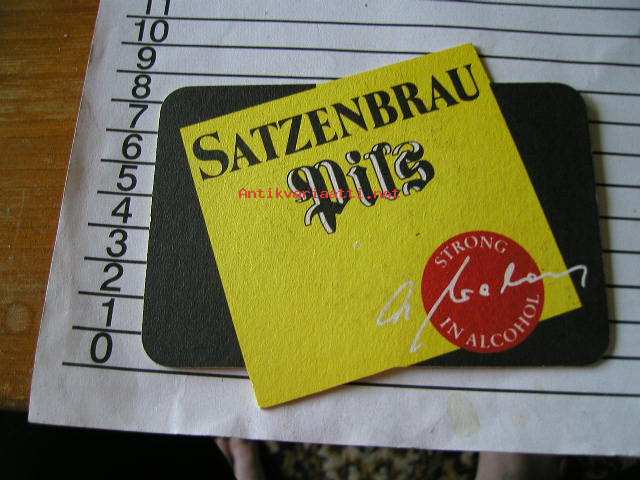 11
10
9
8
7
6
5
4
3
2
1
0
SATZENBRAU
Pils
Antikvariaatti.net
STRONG
IN ALCOHOL